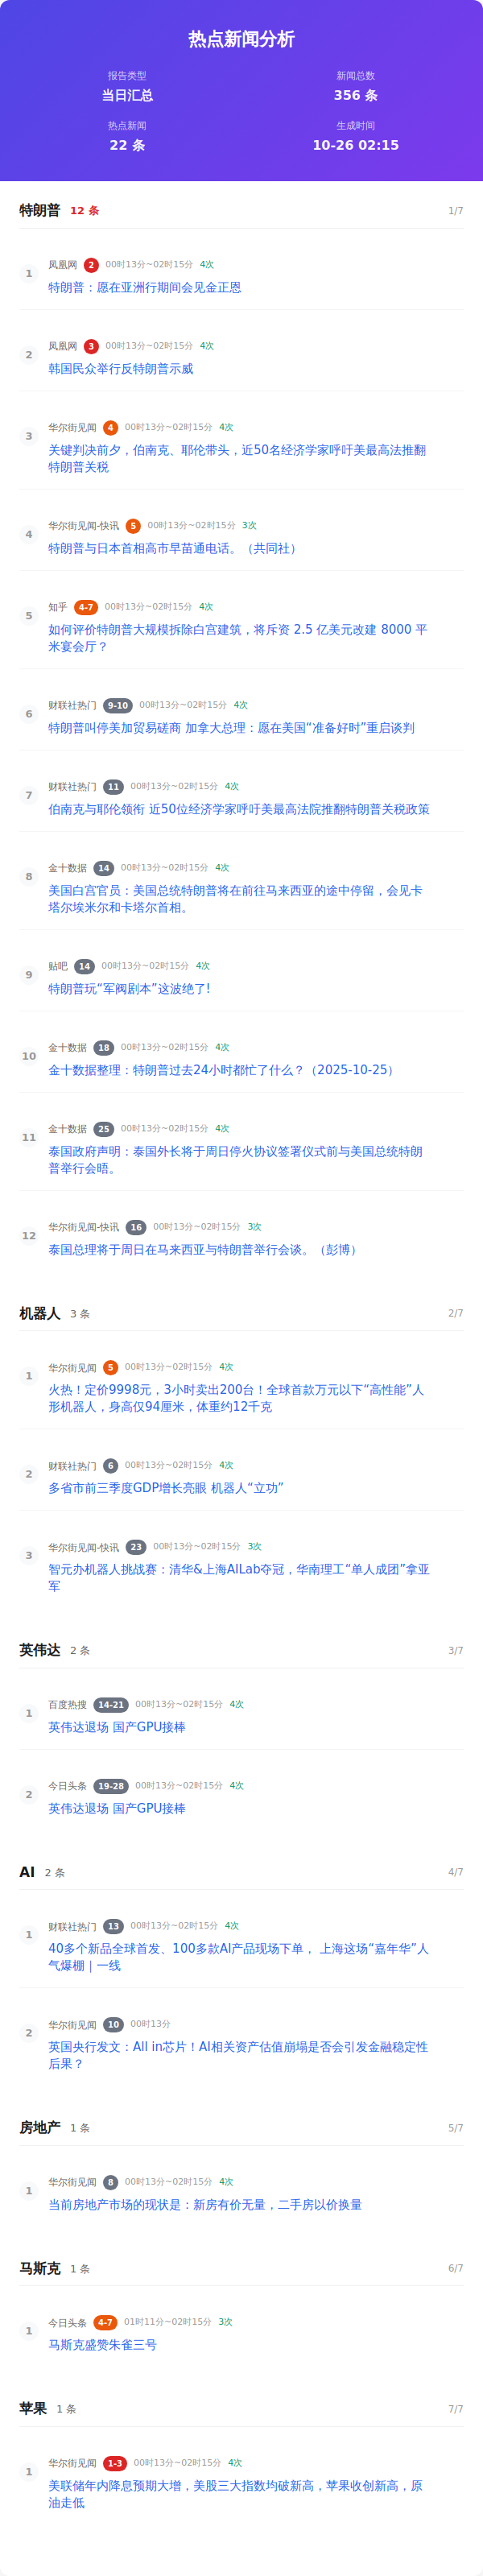 热点新闻分析
报告类型
当日汇总
新闻总数
356 条
热点新闻
22 条
生成时间
10-26 02:15
特朗普 12 条 1/7
1
凤凰网 2 00时13分~02时15分 4次
特朗普：愿在亚洲行期间会见金正恩
2
凤凰网 3 00时13分~02时15分 4次
韩国民众举行反特朗普示威
3
华尔街见闻 4 00时13分~02时15分 4次
关键判决前夕，伯南克、耶伦带头，近50名经济学家呼吁美最高法推翻
特朗普关税
4
华尔街见闻-快讯 5 00时13分~02时15分 3次
特朗普与日本首相高市早苗通电话。（共同社）
5
知乎 4-7 00时13分~02时15分 4次
如何评价特朗普大规模拆除白宫建筑，将斥资 2.5 亿美元改建 8000 平
米宴会厅？
6
财联社热门 9-10 00时13分~02时15分 4次
特朗普叫停美加贸易磋商 加拿大总理：愿在美国“准备好时”重启谈判
7
财联社热门 11 00时13分~02时15分 4次
伯南克与耶伦领衔 近50位经济学家呼吁美最高法院推翻特朗普关税政策
8
金十数据 14 00时13分~02时15分 4次
美国白宫官员：美国总统特朗普将在前往马来西亚的途中停留，会见卡
塔尔埃米尔和卡塔尔首相。
9
贴吧 14 00时13分~02时15分 4次
特朗普玩“军阀剧本”这波绝了!
10
金十数据 18 00时13分~02时15分 4次
金十数据整理：特朗普过去24小时都忙了什么？（2025-10-25）
11
金十数据 25 00时13分~02时15分 4次
泰国政府声明：泰国外长将于周日停火协议签署仪式前与美国总统特朗
普举行会晤。
12
华尔街见闻-快讯 16 00时13分~02时15分 3次
泰国总理将于周日在马来西亚与特朗普举行会谈。（彭博）
机器人 3 条 2/7
1
华尔街见闻 5 00时13分~02时15分 4次
火热！定价9998元，3小时卖出200台！全球首款万元以下“高性能”人
形机器人，身高仅94厘米，体重约12千克
2
财联社热门 6 00时13分~02时15分 4次
多省市前三季度GDP增长亮眼 机器人“立功”
3
华尔街见闻-快讯 23 00时13分~02时15分 3次
智元办机器人挑战赛：清华&上海AILab夺冠，华南理工“单人成团”拿亚
军
英伟达 2 条 3/7
1
百度热搜 14-21 00时13分~02时15分 4次
英伟达退场 国产GPU接棒
2
今日头条 19-28 00时13分~02时15分 4次
英伟达退场 国产GPU接棒
AI 2 条 4/7
1
财联社热门 13 00时13分~02时15分 4次
40多个新品全球首发、100多款AI产品现场下单， 上海这场“嘉年华”人
气爆棚｜一线
2
华尔街见闻 10 00时13分
英国央行发文：All in芯片！AI相关资产估值崩塌是否会引发金融稳定性
后果？
房地产 1 条 5/7
1
华尔街见闻 8 00时13分~02时15分 4次
当前房地产市场的现状是：新房有价无量，二手房以价换量
马斯克 1 条 6/7
1
今日头条 4-7 01时11分~02时15分 3次
马斯克盛赞朱雀三号
苹果 1 条 7/7
1
华尔街见闻 1-3 00时13分~02时15分 4次
美联储年内降息预期大增，美股三大指数均破新高，苹果收创新高，原
油走低